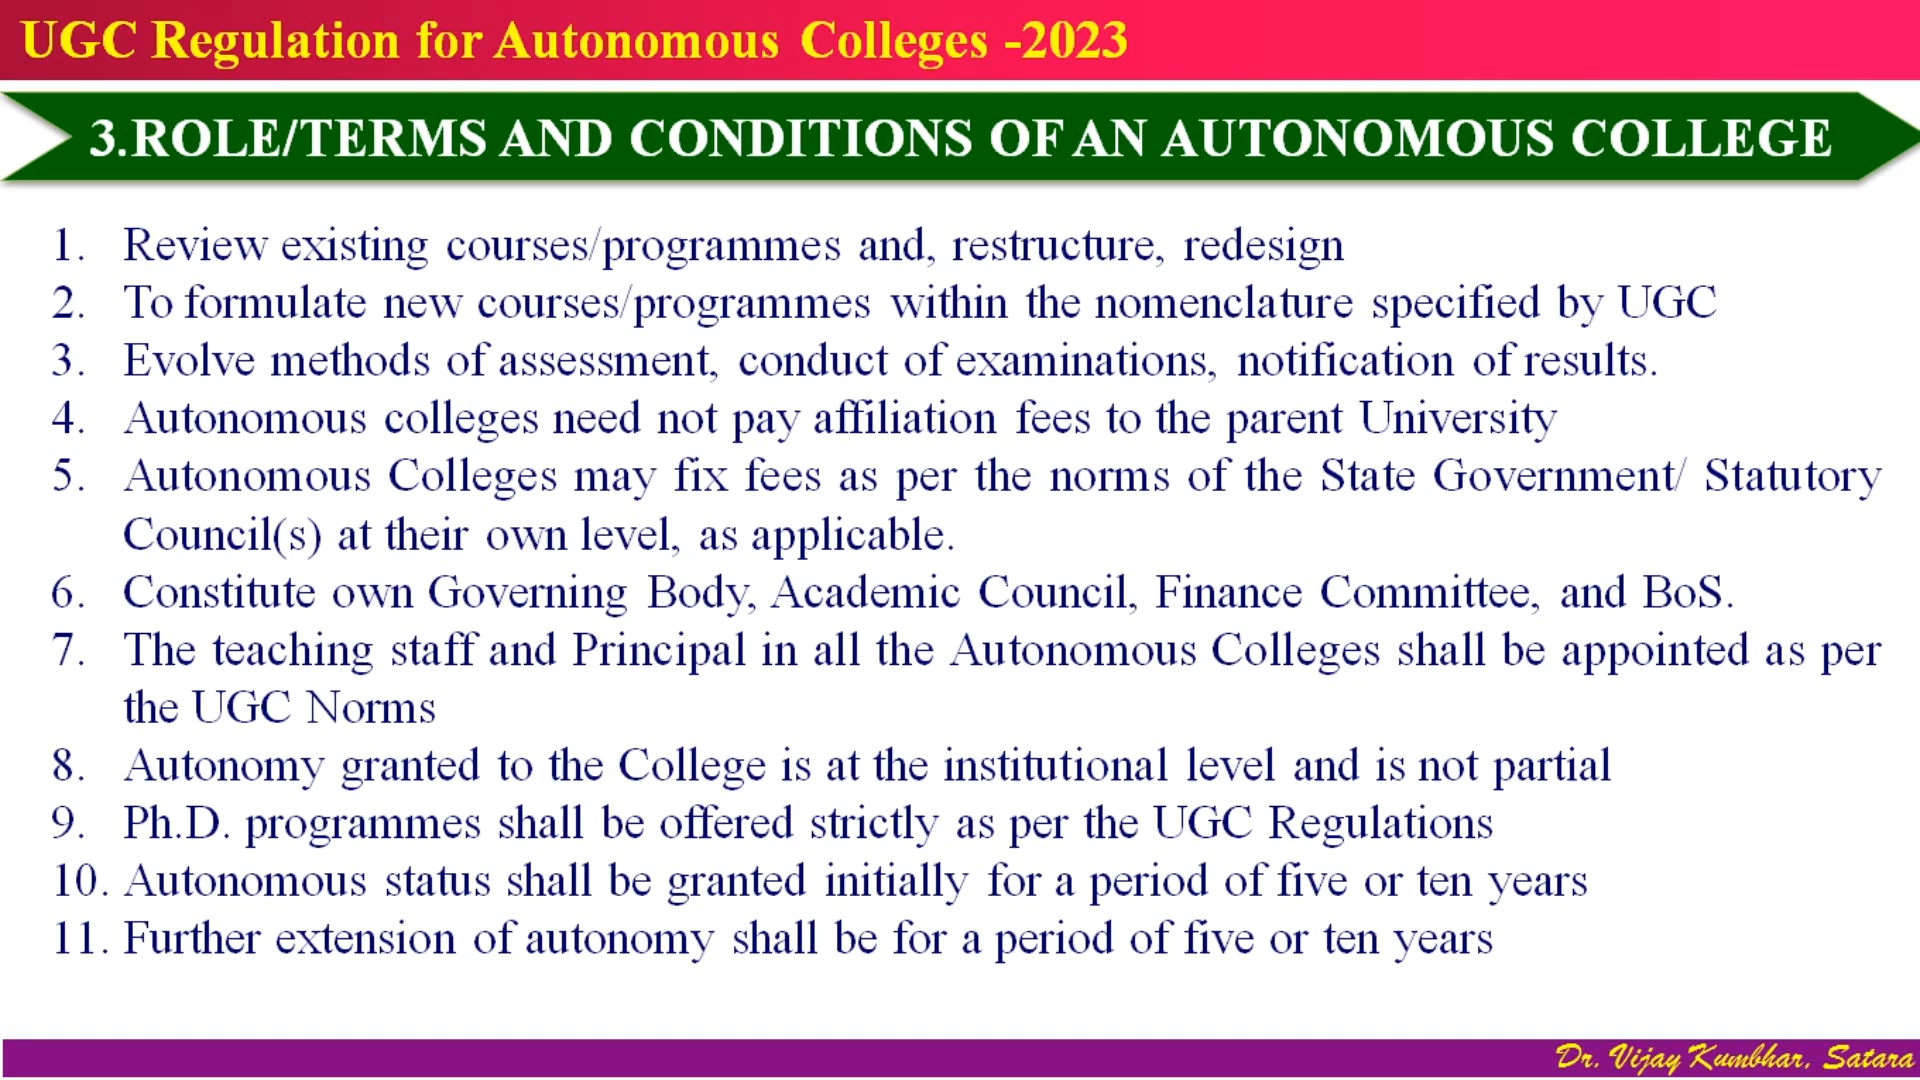 UGC Regulation for Autonomous Colleges -2023
3.ROLE/TERMS AND CONDITIONS OF AN AUTONOMOUS COLLEGE
1. Review existing courses/programmes and, restructure, redesign
2. To formulate new courses/programmes within the nomenclature specified by UGC
3. Evolve methods of assessment, conduct of examinations, notification of results.
4. Autonomous colleges need not pay affiliation fees to the parent University
5. Autonomous Colleges may fix fees as per the norms of the State Government/ Statutory
Council(s) at their own level, as applicable.
6. Constitute own Governing Body, Academic Council, Finance Committee, and BoS.
7. The teaching staff and Principal in all the Autonomous Colleges shall be appointed as per
the UGC Norms
8. Autonomy granted to the College is at the institutional level and is not partial
9. Ph.D. programmes shall be offered strictly as per the UGC Regulations
10. Autonomous status shall be granted initially for a period of five or ten years
11. Further extension of autonomy shall be for a period of five or ten years
Dr. Vijay Kumbhar, Satara